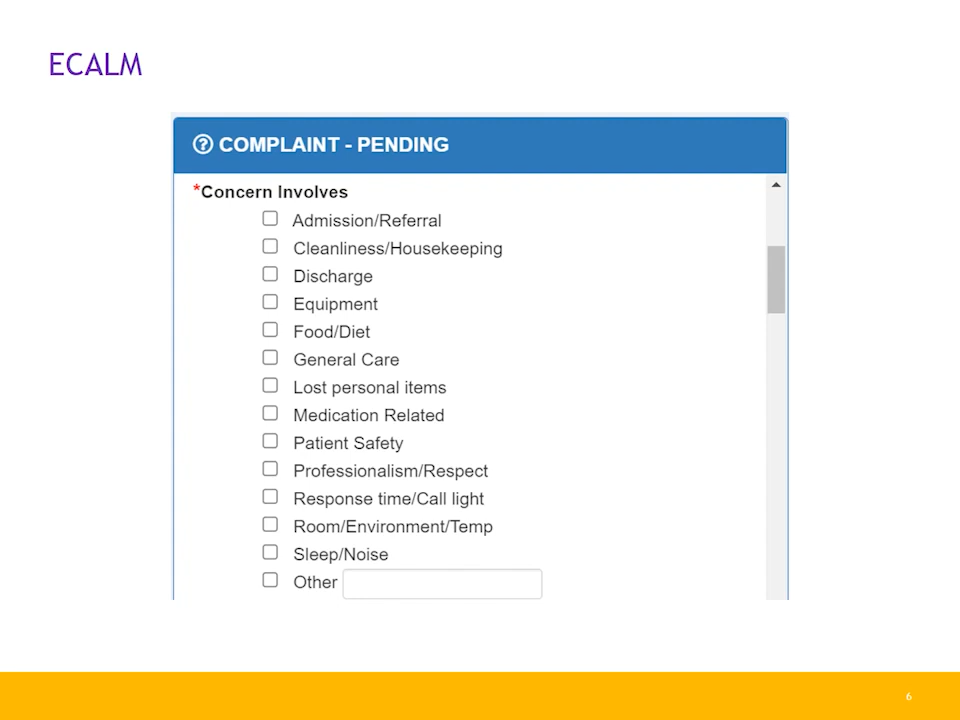 ECALM
COMPLAINT - PENDING
*Concern Involves
Admission/Referral
Cleanliness/Housekeeping
Discharge
Equipment
Food/Diet
General Care
Lost personal items
Medication Related
Patient Safety
Professionalism/Respect
Response time/Call light
Room/Environment/Temp
Sleep/Noise
Other
6